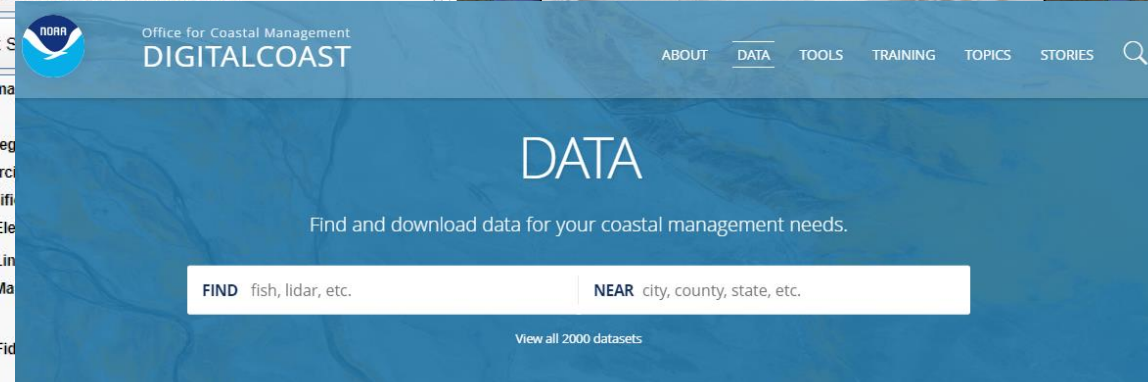 NOAA
Office for Coastal Management
DIGITALCOAST
ABOUT DATA TOOLS TRAINING TOPICS STORIES
DATA
Find and download data for your coastal management needs.
FIND fish, lidar, etc. NEAR city, county, state, etc.
View all 2000 datasets